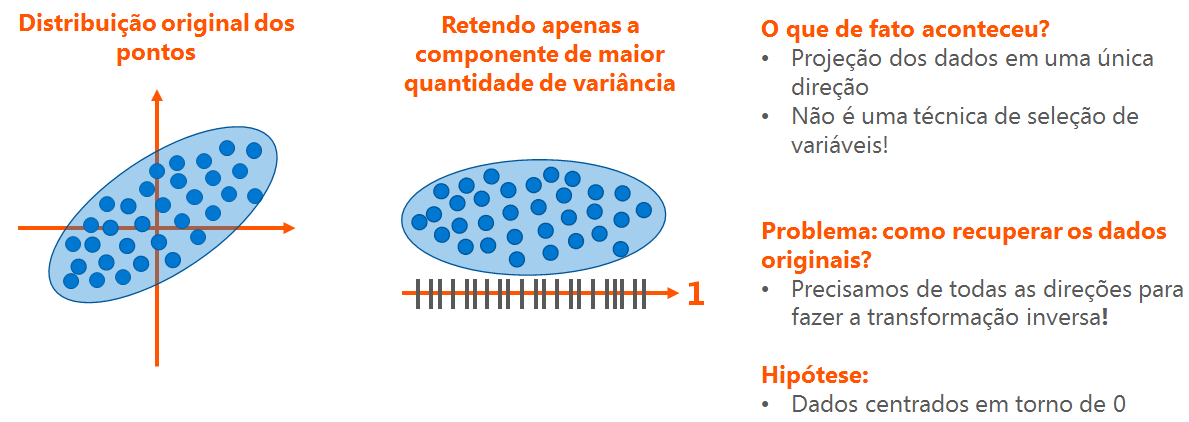 Distribuição original dos
pontos
Retendo apenas a
componente de maior
quantidade de variância
1
O que de fato aconteceu?
• Projeção dos dados em uma única
direção
• Não é uma técnica de seleção de
variáveis!
Problema: como recuperar os dados
originais?
• Precisamos de todas as direções para
fazer a transformação inversa!
Hipótese:
• Dados centrados em torno de 0